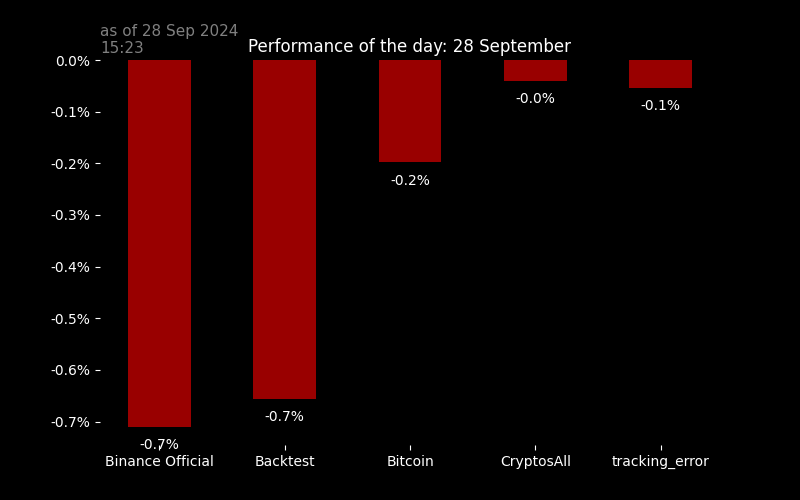 as of 28 Sep 2024
15:23
Performance of the day: 28 September
0.0%
-0.1%
-0.2%
-0.3%
-0.4%
-0.5%
-0.6%
-0.7%
-0.7%
-0.7%
-0.2%
-0.0%
-0.1%
Binance Official
Backtest
Bitcoin
CryptosAll
tracking_error